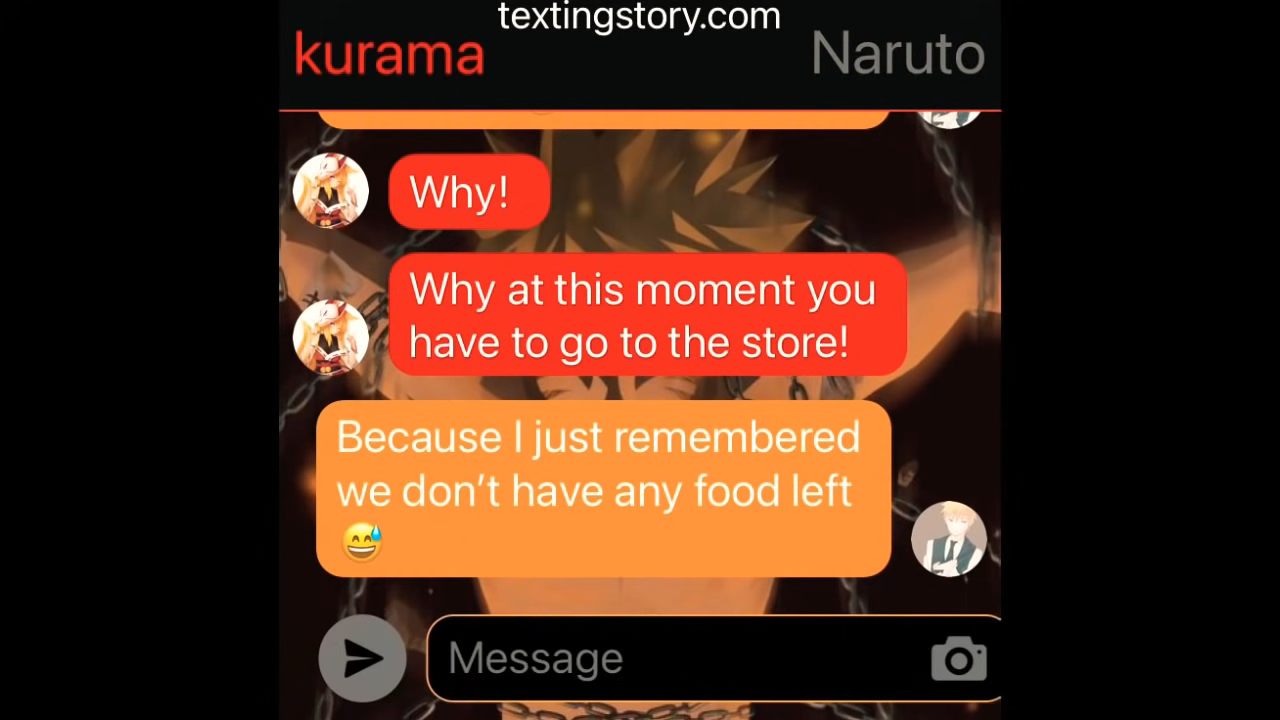 textingstory.com
kurama
Naruto
Why!
Why at this moment you
have to go to the store!
Because I just remembered
we don’t have any food left
😅
Message